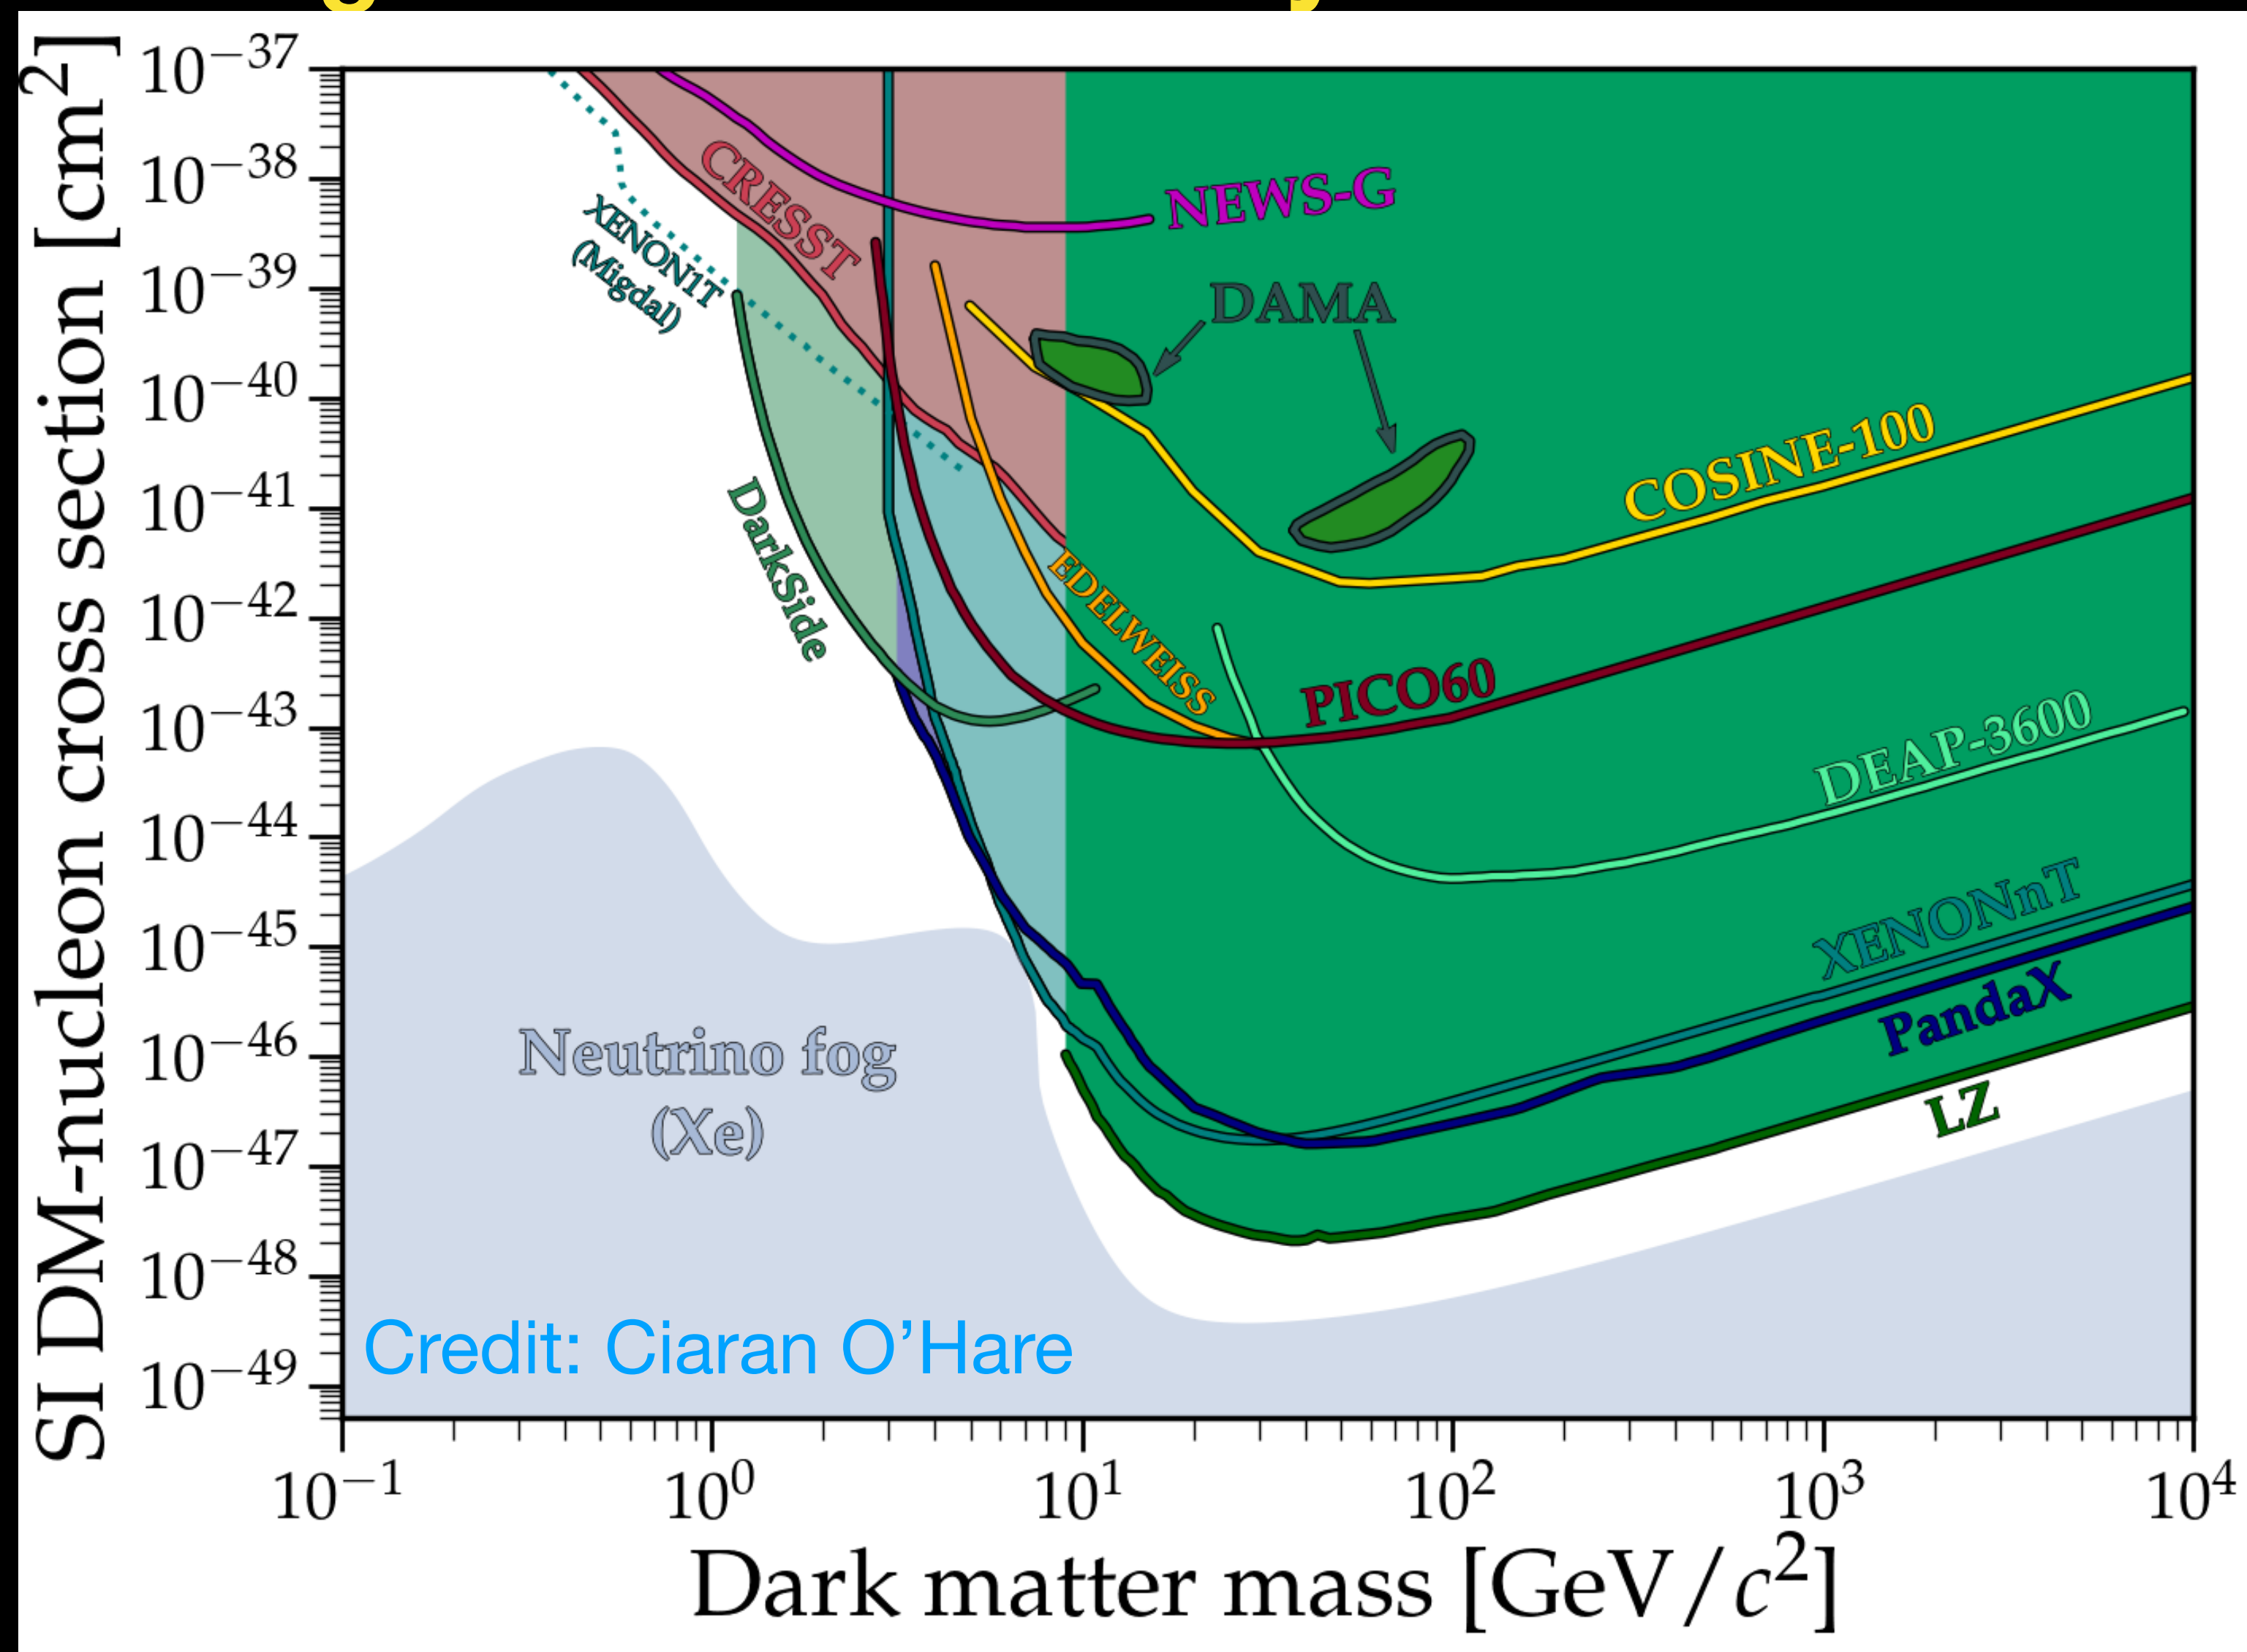 SI DM-nucleon cross section [cm²]
10⁻³⁷
10⁻³⁸
10⁻³⁹
10⁻⁴⁰
10⁻⁴¹
10⁻⁴²
10⁻⁴³
10⁻⁴⁴
10⁻⁴⁵
10⁻⁴⁶
10⁻⁴⁷
10⁻⁴⁸
10⁻⁴⁹
CRESST
NEWS-G
XENON1T
(Migdal)
DAMA
COSINE-100
DarkSide
EDELWEISS
PICO60
DEAP-3600
XENONnT
PandaX
LZ
Neutrino fog
(Xe)
Credit: Ciaran O'Hare
10⁻¹
10⁰
10¹
10²
10³
10⁴
Dark matter mass [GeV/c²]